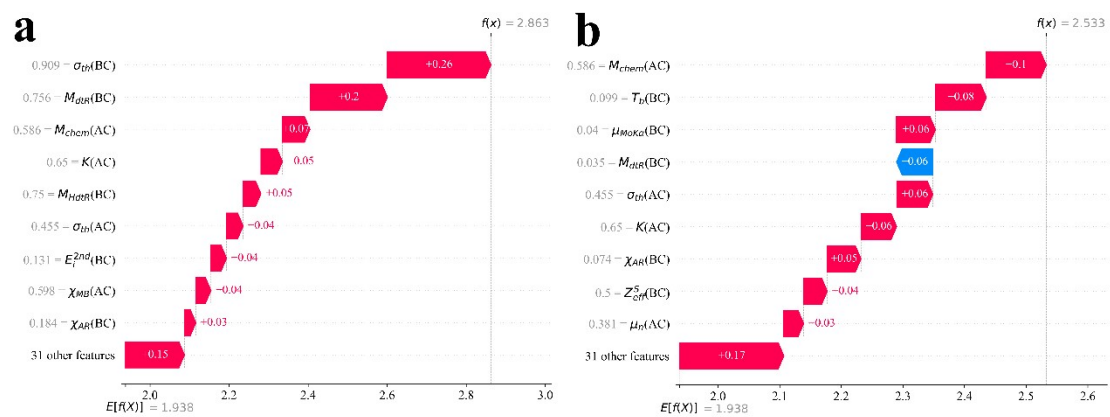 a
f(x) = 2.863
0.909 = σth(BC)
+0.26
0.756 = MdtR(BC)
+0.2
0.586 = Mchem(AC)
0.07
0.65 = K(AC)
0.05
0.75 = MHdtR(BC)
+0.05
0.455 = σth(AC)
−0.04
0.131 = Ei2nd(BC)
−0.04
0.598 = χMB(AC)
−0.04
0.184 = χAR(BC)
+0.03
31 other features
0.15
2.0 2.2 2.4 2.6 2.8 3.0
E[f(X)] = 1.938
b
f(x) = 2.533
0.586 = Mchem(AC)
−0.1
0.099 = Tb(BC)
−0.08
0.04 = μMoKα(BC)
+0.06
0.035 = MdtR(BC)
−0.06
0.455 = σth(AC)
+0.06
0.65 = K(AC)
−0.06
0.074 = χAR(BC)
+0.05
0.5 = ZSeff(BC)
−0.04
0.381 = μn(AC)
−0.03
31 other features
+0.17
2.0 2.1 2.2 2.3 2.4 2.5 2.6
E[f(X)] = 1.938